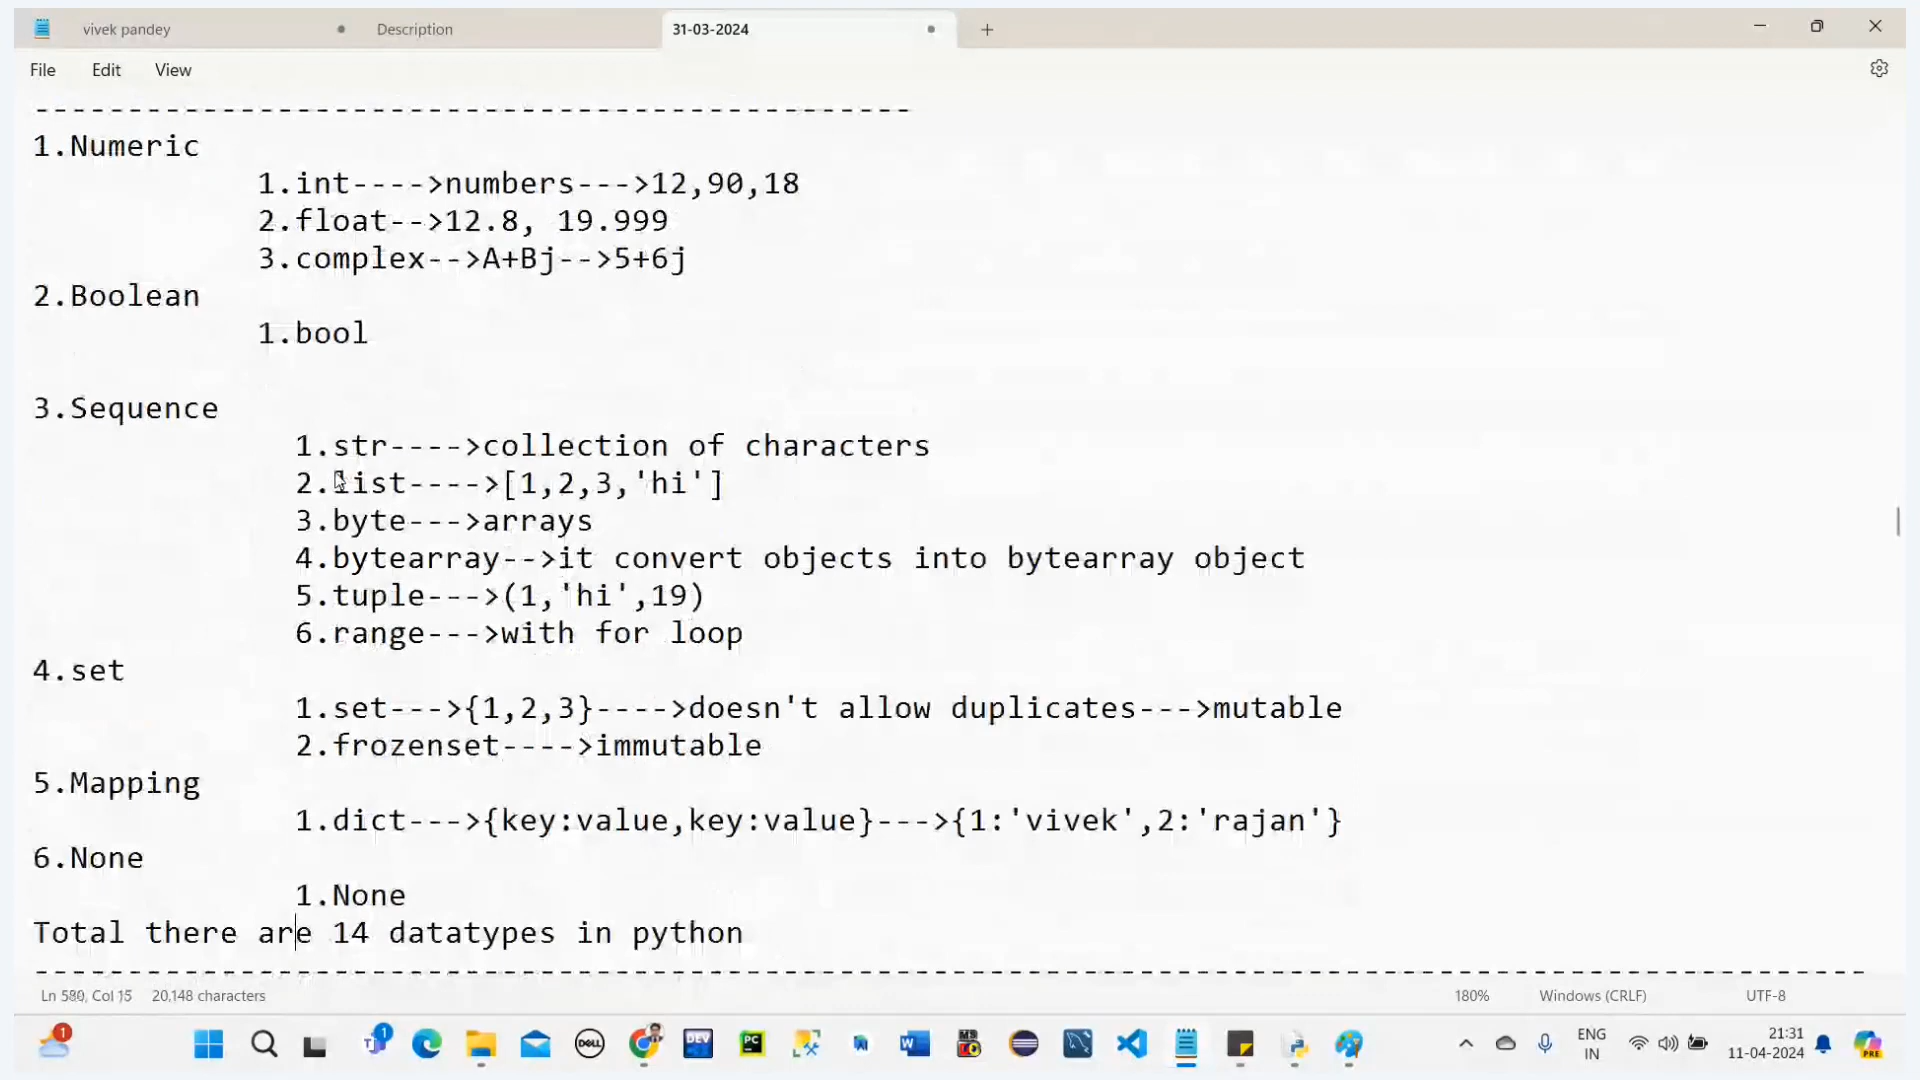 vivek pandey
Description
31-03-2024
File Edit View
-----------------------------------------------
1.Numeric
1.int---->numbers--->12,90,18
2.float-->12.8, 19.999
3.complex-->A+Bj-->5+6j
2.Boolean
1.bool
3.Sequence
1.str---->collection of characters
2.list---->[1,2,3,'hi']
3.byte--->arrays
4.bytearray-->it convert objects into bytearray object
5.tuple--->(1,'hi',19)
6.range--->with for loop
4.set
1.set--->{1,2,3}---->doesn't allow duplicates--->mutable
2.frozenset---->immutable
5.Mapping
1.dict--->{key:value,key:value}--->{1:'vivek',2:'rajan'}
6.None
1.None
Total there are 14 datatypes in python
--------------------------------------------------------------------------------------------------
Ln 580, Col 15 20,148 characters 180% Windows (CRLF) UTF-8
1
1
DELL
DEV
PC
ENG
IN
21:31
11-04-2024
PRE